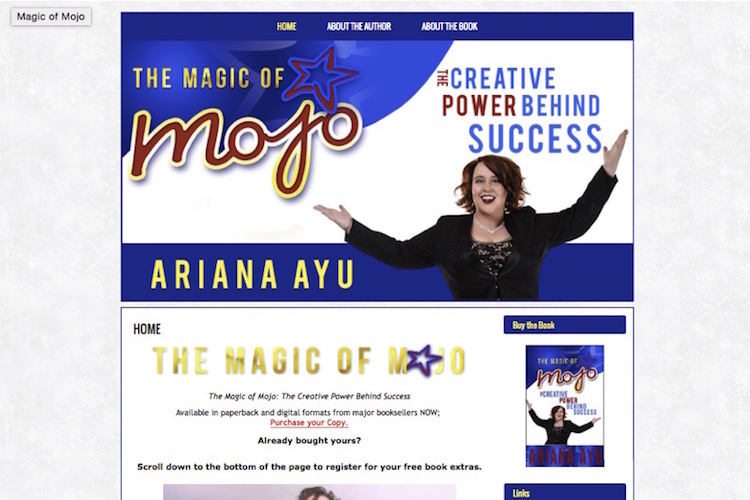 Magic of Mojo
HOME ABOUT THE AUTHOR ABOUT THE BOOK
THE MAGIC OF
mojo
THE CREATIVE
POWER BEHIND
SUCCESS
ARIANA AYU
HOME
THE MAGIC OF MOJO
The Magic of Mojo: The Creative Power Behind Success
Available in paperback and digital formats from major booksellers NOW;
Purchase your Copy.
Already bought yours?
Scroll down to the bottom of the page to register for your free book extras.
Buy the Book
THE MAGIC OF
mojo
THE CREATIVE
POWER BEHIND
SUCCESS
ARIANA AYU
Links